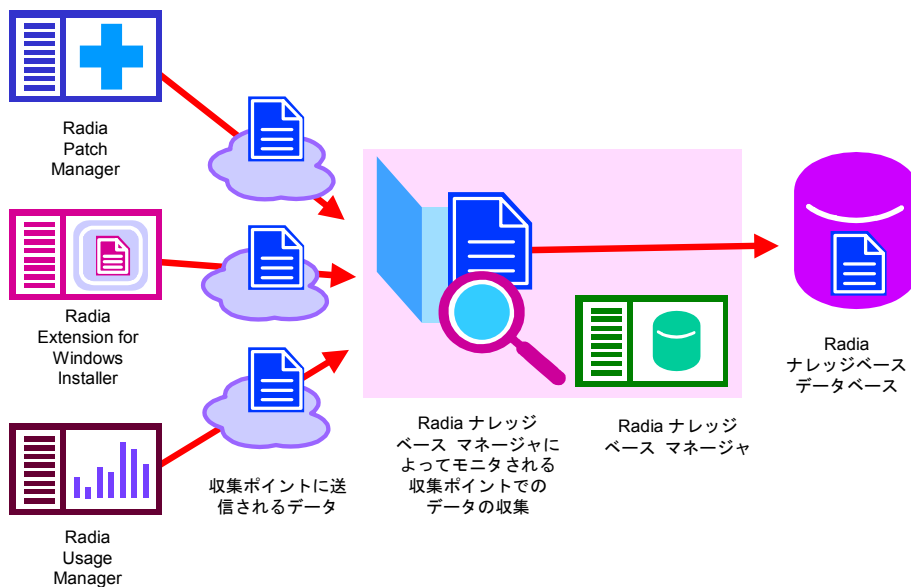 Radia
Patch
Manager
Radia
Extension for
Windows
Installer
Radia
Usage
Manager
収集ポイントに送
信されるデータ
Radia ナレッジ
ベース マネージャに
よってモニタされる
収集ポイントでの
データの収集
Radia ナレッジ
ベース マネージャ
Radia
ナレッジベース
データベース